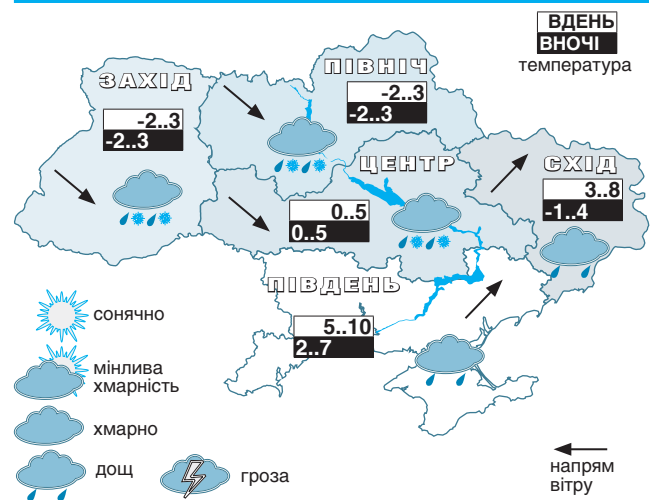 ВДЕНЬ
ВНОЧІ
температура
ЗАХІД
-2..3
-2..3
ПІВНІЧ
-2..3
-2..3
ЦЕНТР
0..5
0..5
СХІД
3..8
-1..4
ПІВДЕНЬ
5..10
2..7
сонячно
мінлива
хмарність
хмарно
дощ
гроза
напрям
вітру